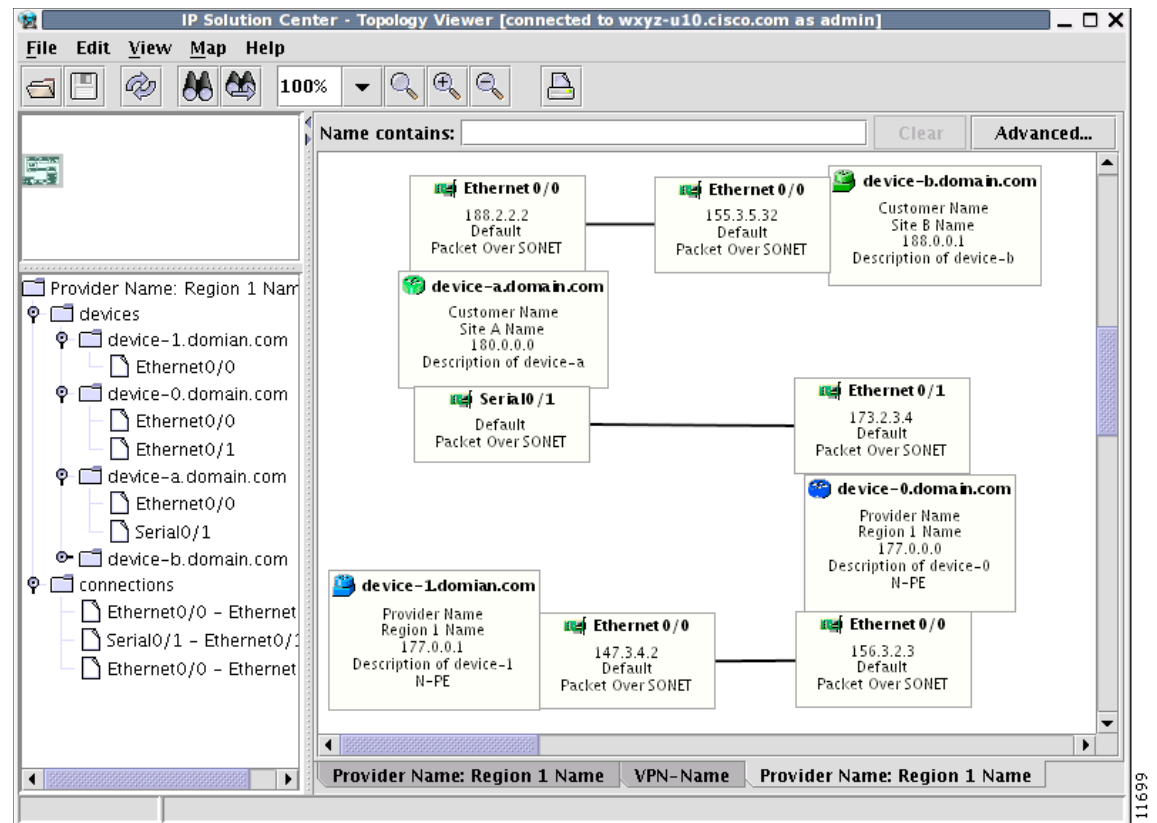 IP Solution Center - Topology Viewer [connected to wxyz-u10.cisco.com as admin]
File Edit View Map Help
100%
Name contains: Clear Advanced...
Provider Name: Region 1 Nam
devices
device-1.domian.com
Ethernet0/0
device-0.domain.com
Ethernet0/0
Ethernet0/1
device-a.domain.com
Ethernet0/0
Serial0/1
device-b.domain.com
connections
Ethernet0/0 - Ethernet
Serial0/1 - Ethernet0/1
Ethernet0/0 - Ethernet
Ethernet0/0
188.2.2.2
Default
Packet Over SONET
Ethernet0/0
155.3.5.32
Default
Packet Over SONET
device-b.domain.com
Customer Name
Site B Name
188.0.0.1
Description of device-b
device-a.domain.com
Customer Name
Site A Name
180.0.0.0
Description of device-a
Serial0/1
Default
Packet Over SONET
Ethernet0/1
173.2.3.4
Default
Packet Over SONET
device-0.domain.com
Provider Name
Region 1 Name
177.0.0.0
Description of device-0
N-PE
device-1.domian.com
Provider Name
Region 1 Name
177.0.0.1
Description of device-1
N-PE
Ethernet0/0
147.3.4.2
Default
Packet Over SONET
Ethernet0/0
156.3.2.3
Default
Packet Over SONET
Provider Name: Region 1 Name VPN-Name Provider Name: Region 1 Name
11699